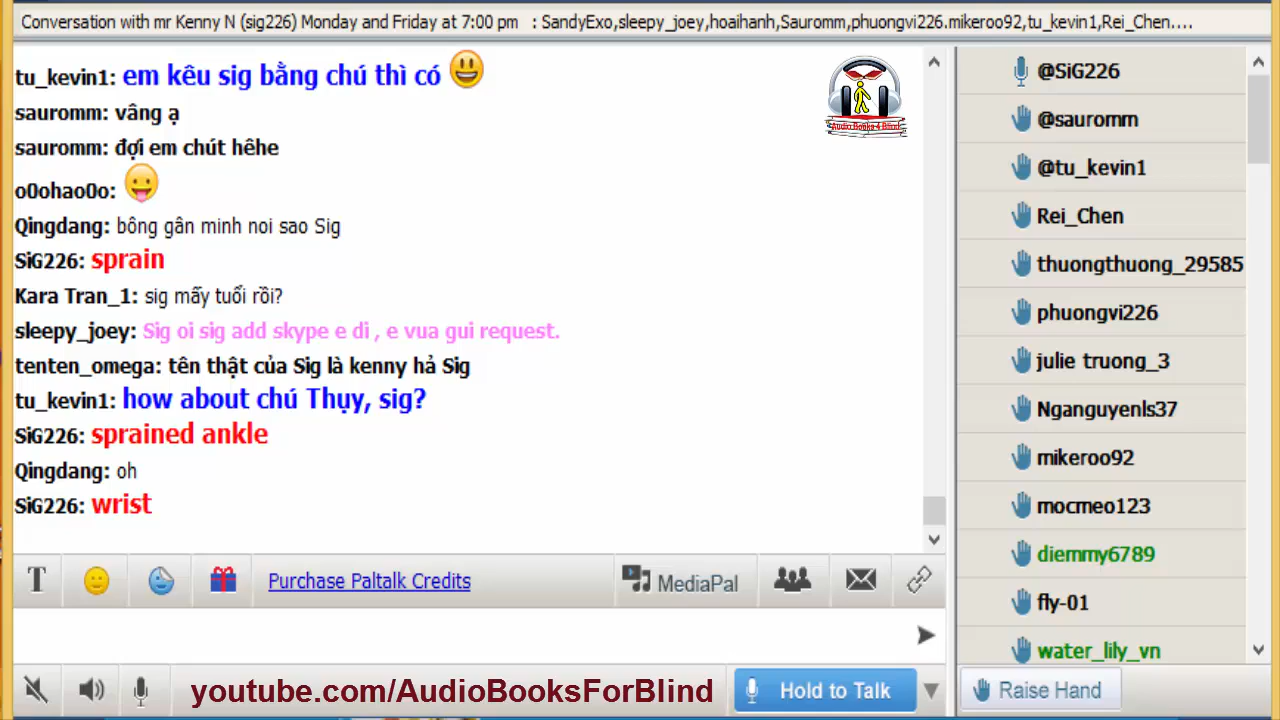 Conversation with mr Kenny N (sig226) Monday and Friday at 7:00 pm : SandyExo,sleepy_joey,hoaihanh,Sauromm,phuongvi226.mikeroo92,tu_kevin1,Rei_Chen....
tu_kevin1: em kêu sig bằng chú thì có
sauromm: vâng ạ
sauromm: đợi em chút hêhe
o0ohao0o:
Qingdang: bông gân minh noi sao Sig
SiG226: sprain
Kara Tran_1: sig mấy tuổi rồi?
sleepy_joey: Sig oi sig add skype e di , e vua gui request.
tenten_omega: tên thật của Sig là kenny hả Sig
tu_kevin1: how about chú Thụy, sig?
SiG226: sprained ankle
Qingdang: oh
SiG226: wrist
Audio Books 4 Blind
@SiG226
@sauromm
@tu_kevin1
Rei_Chen
thuongthuong_29585
phuongvi226
julie truong_3
Nganguyenls37
mikeroo92
mocmeo123
diemmy6789
fly-01
water_lily_vn
T
Purchase Paltalk Credits
MediaPal
youtube.com/AudioBooksForBlind
Hold to Talk
Raise Hand